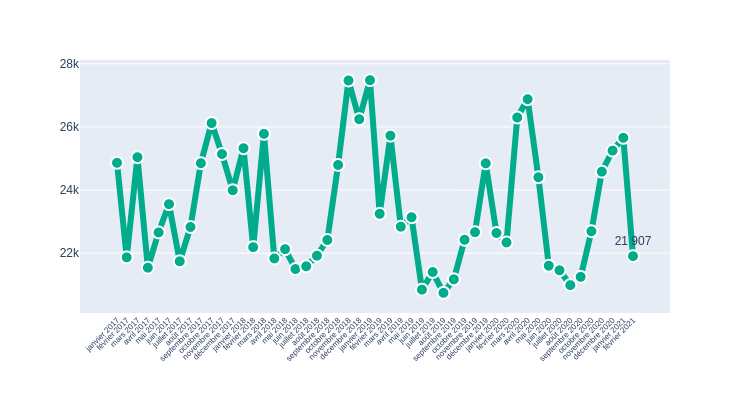 28k
26k
24k
22k
21 907
janvier 2017
février 2017
mars 2017
avril 2017
mai 2017
juin 2017
juillet 2017
août 2017
septembre 2017
octobre 2017
novembre 2017
décembre 2017
janvier 2018
février 2018
mars 2018
avril 2018
mai 2018
juin 2018
juillet 2018
août 2018
septembre 2018
octobre 2018
novembre 2018
décembre 2018
janvier 2019
février 2019
mars 2019
avril 2019
mai 2019
juin 2019
juillet 2019
août 2019
septembre 2019
octobre 2019
novembre 2019
décembre 2019
janvier 2020
février 2020
mars 2020
avril 2020
mai 2020
juin 2020
juillet 2020
août 2020
septembre 2020
octobre 2020
novembre 2020
décembre 2020
janvier 2021
février 2021